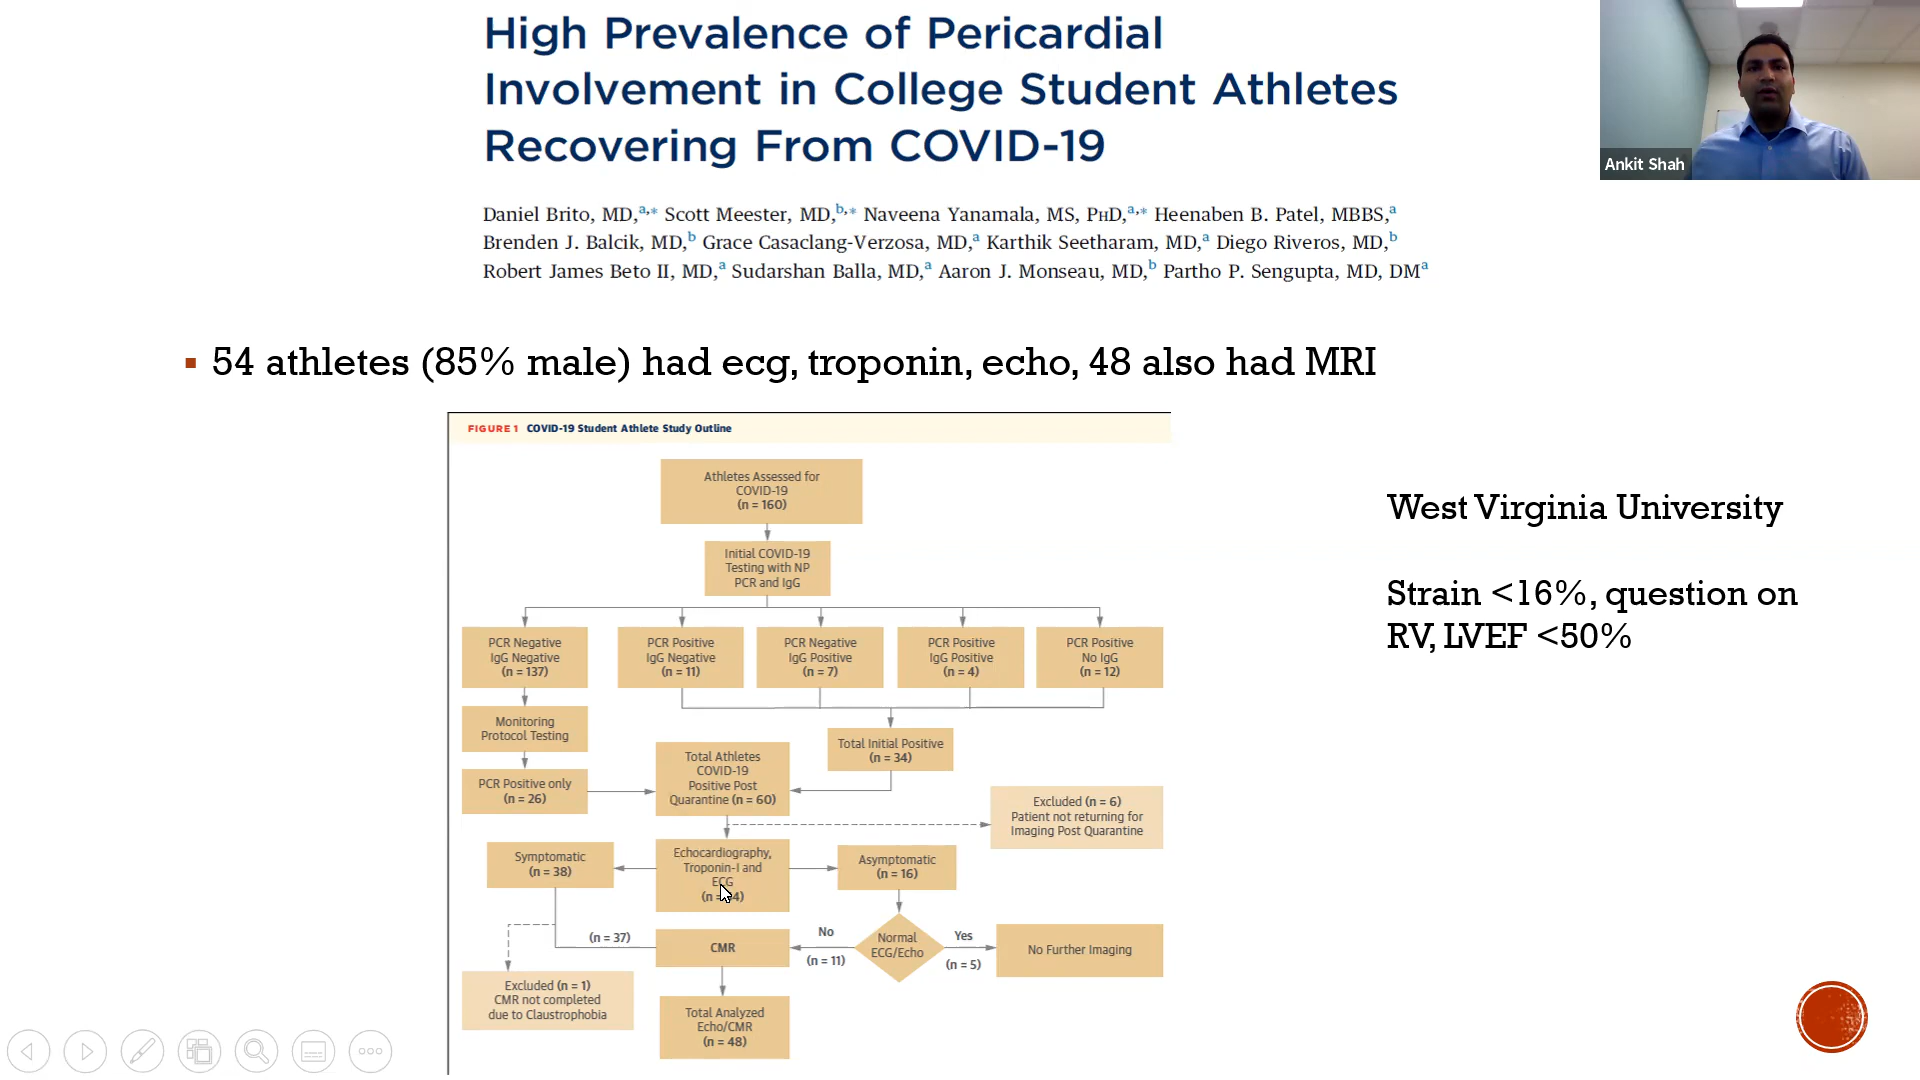 High Prevalence of Pericardial
Involvement in College Student Athletes
Recovering From COVID-19
Ankit Shah
Daniel Brito, MD,a,* Scott Meester, MD,b,* Naveena Yanamala, MS, PhD,a,* Heenaben B. Patel, MBBS,a
Brenden J. Balcik, MD,b Grace Casaclang-Verzosa, MD,a Karthik Seetharam, MD,a Diego Riveros, MD,b
Robert James Beto II, MD,a Sudarshan Balla, MD,a Aaron J. Monseau, MD,b Partho P. Sengupta, MD, DMa
54 athletes (85% male) had ecg, troponin, echo, 48 also had MRI
FIGURE 1 COVID-19 Student Athlete Study Outline
Athletes Assessed for
COVID-19
(n = 160)
Initial COVID-19
Testing with NP
PCR and IgG
PCR Negative
IgG Negative
(n = 137)
PCR Positive
IgG Negative
(n = 11)
PCR Negative
IgG Positive
(n = 7)
PCR Positive
IgG Positive
(n = 4)
PCR Positive
No IgG
(n = 12)
Monitoring
Protocol Testing
PCR Positive only
(n = 26)
Total Initial Positive
(n = 34)
Total Athletes
COVID-19
Positive Post
Quarantine (n = 60)
Excluded (n = 6)
Patient not returning for
Imaging Post Quarantine
Symptomatic
(n = 38)
Echocardiography,
Troponin-I and
ECG
Asymptomatic
(n = 16)
(n = 37)
CMR
No
(n = 11)
Normal
ECG/Echo
Yes
(n = 5)
No Further Imaging
Excluded (n = 1)
CMR not completed
due to Claustrophobia
Total Analyzed
Echo/CMR
(n = 48)
West Virginia University
Strain <16%, question on
RV, LVEF <50%